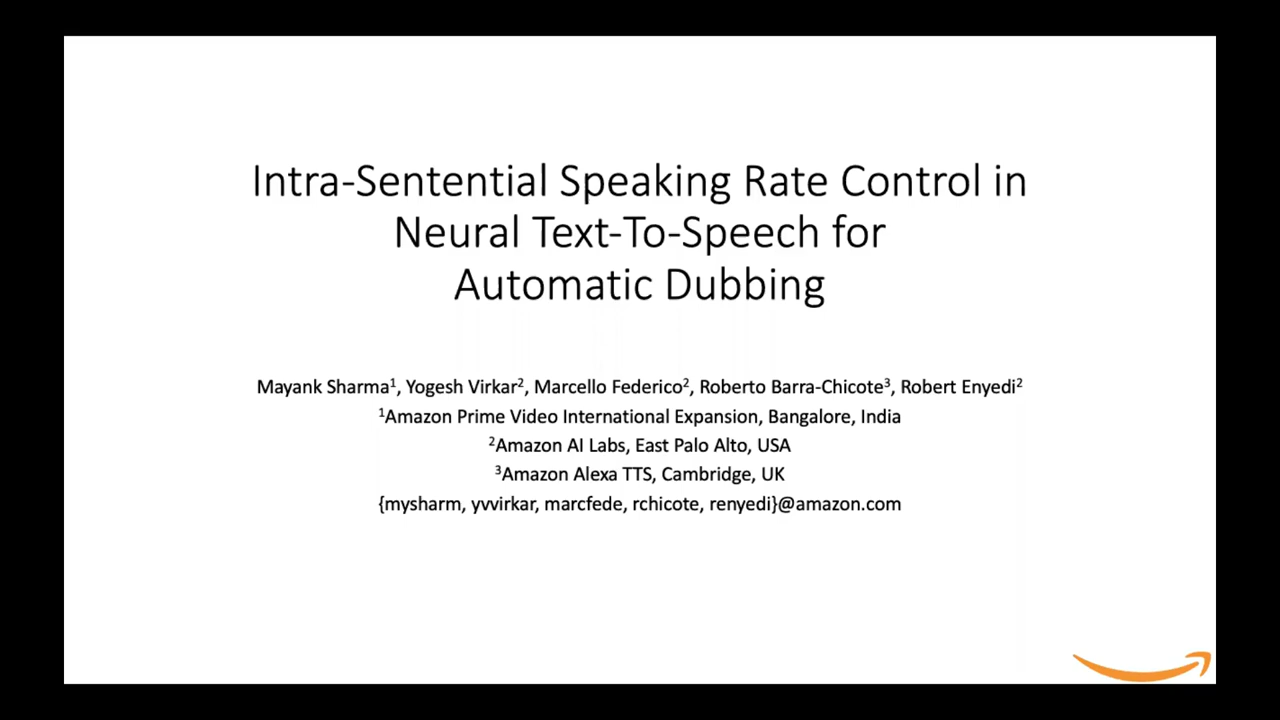 Intra-Sentential Speaking Rate Control in
Neural Text-To-Speech for
Automatic Dubbing
Mayank Sharma¹, Yogesh Virkar², Marcello Federico², Roberto Barra-Chicote³, Robert Enyedi²
¹Amazon Prime Video International Expansion, Bangalore, India
²Amazon AI Labs, East Palo Alto, USA
³Amazon Alexa TTS, Cambridge, UK
{mysharm, yvvirkar, marcfede, rchicote, renyedi}@amazon.com